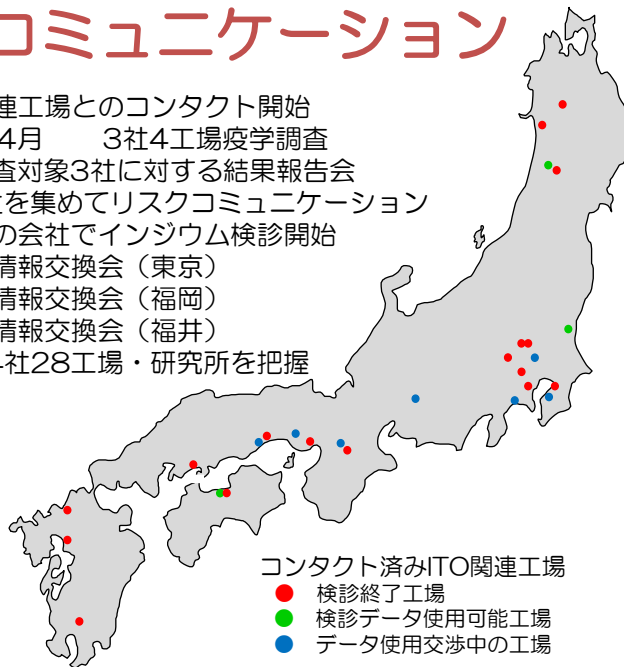 コミュニケーション
連工場とのコンタクト開始
4月 3社4工場疫学調査
査対象3社に対する結果報告会
を集めてリスクコミュニケーション
の会社でインジウム検診開始
情報交換会（東京）
情報交換会（福岡）
情報交換会（福井）
社28工場・研究所を把握
コンタクト済みITO関連工場
検診終了工場
検診データ使用可能工場
データ使用交渉中の工場